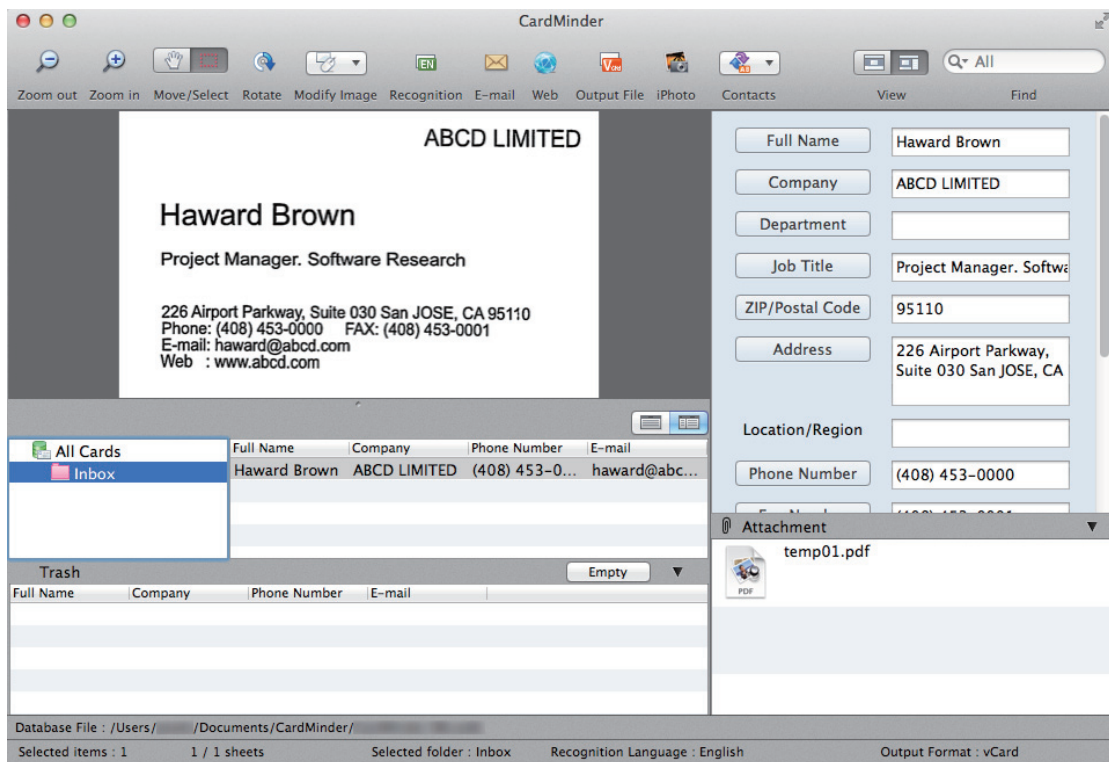 CardMinder
EN
V Card
All
Zoom out Zoom in Move/Select Rotate Modify Image Recognition E-mail Web Output File iPhoto Contacts View Find
ABCD LIMITED
Haward Brown
Project Manager. Software Research
226 Airport Parkway, Suite 030 San JOSE, CA 95110
Phone: (408) 453-0000 FAX: (408) 453-0001
E-mail: haward@abcd.com
Web : www.abcd.com
Full Name Haward Brown
Company ABCD LIMITED
Department
Job Title Project Manager. Softwa
ZIP/Postal Code 95110
Address 226 Airport Parkway,
Suite 030 San JOSE, CA
Location/Region
Phone Number (408) 453-0000
All Cards
Inbox
Full Name Company Phone Number E-mail
Haward Brown ABCD LIMITED (408) 453-0... haward@abc...
Attachment
temp01.pdf
PDF
Trash Empty
Full Name Company Phone Number E-mail
Database File : /Users/ /Documents/CardMinder/
Selected items : 1 1 / 1 sheets Selected folder : Inbox Recognition Language : English Output Format : vCard